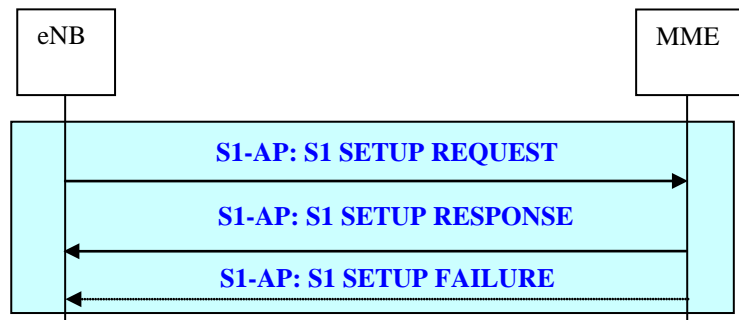 eNB
MME
S1-AP: S1 SETUP REQUEST
S1-AP: S1 SETUP RESPONSE
S1-AP: S1 SETUP FAILURE